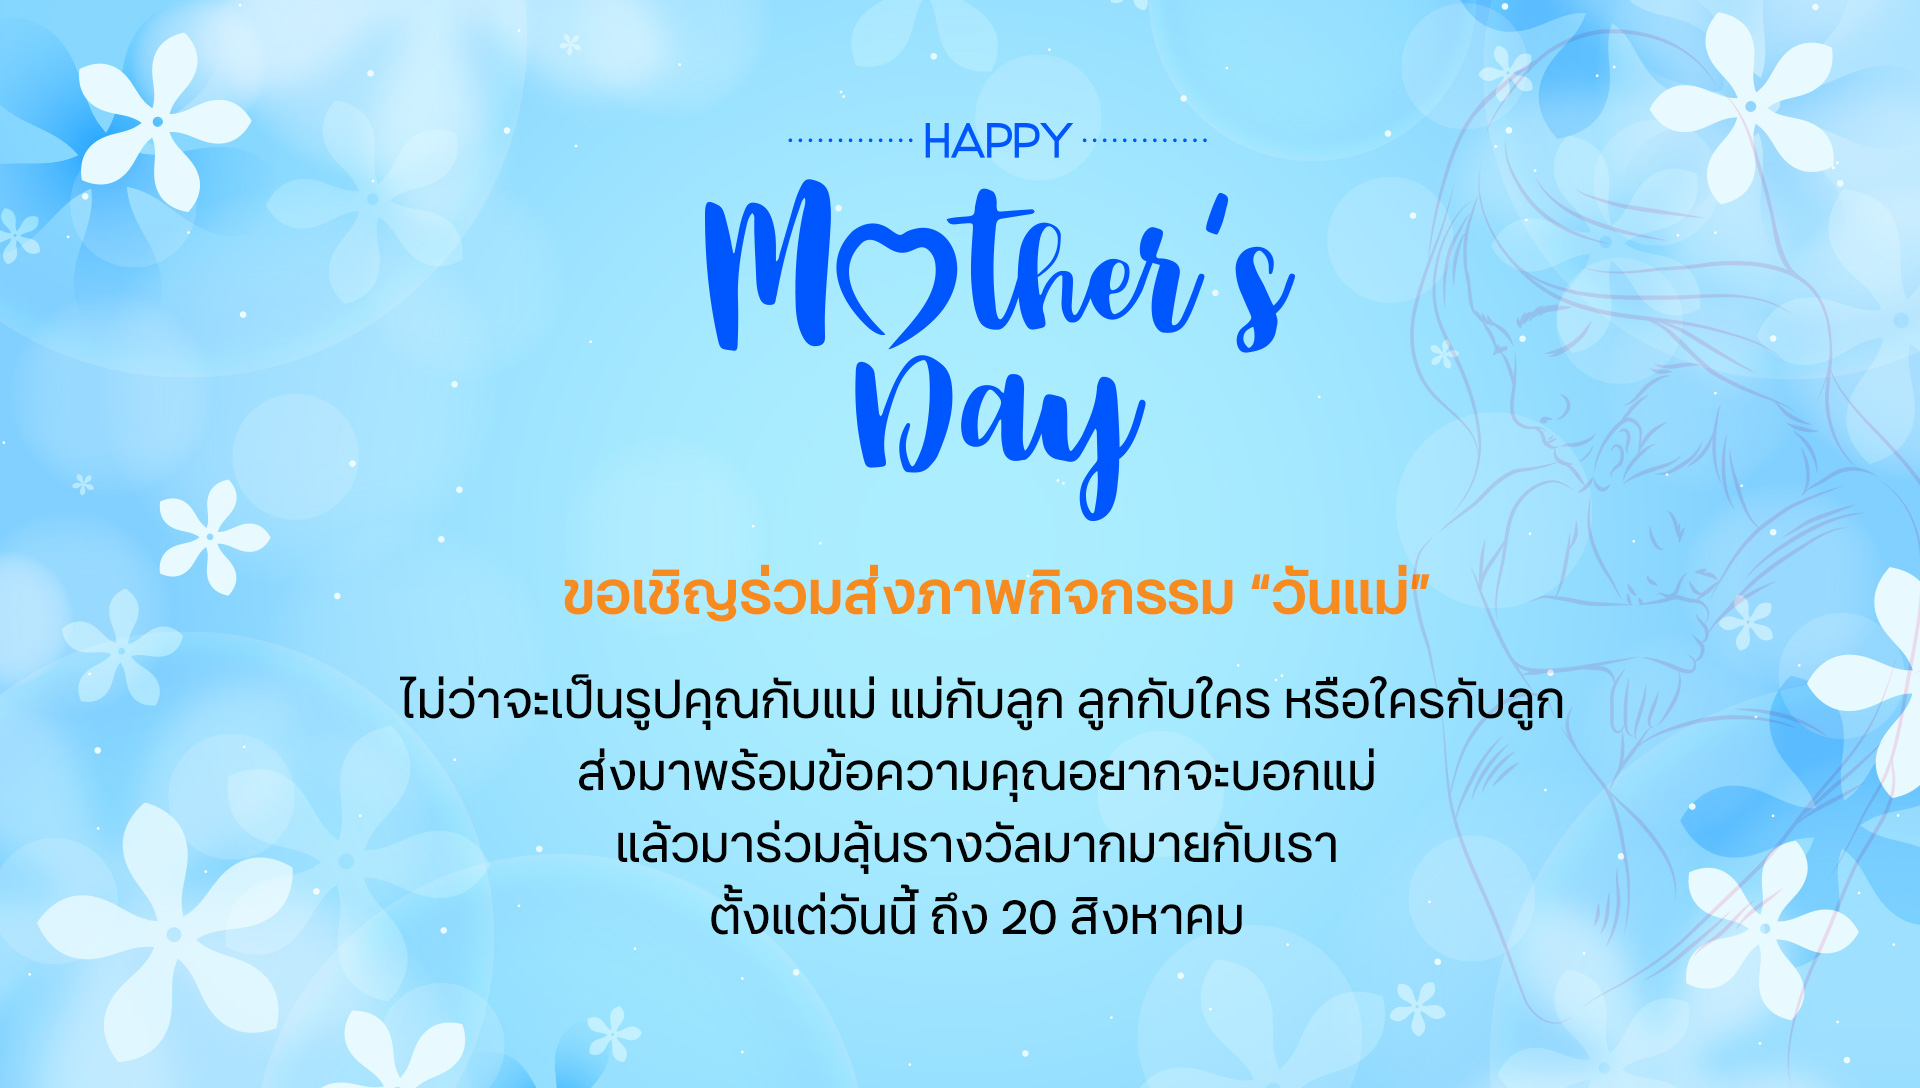 HAPPY
Mother's
Day
ขอเชิญร่วมส่งภาพกิจกรรม “วันแม่”
ไม่ว่าจะเป็นรูปคุณกับแม่ แม่กับลูก ลูกกับใคร หรือใครกับลูก
ส่งมาพร้อมข้อความคุณอยากจะบอกแม่
แล้วมาร่วมลุ้นรางวัลมากมายกับเรา
ตั้งแต่วันนี้ ถึง 20 สิงหาคม